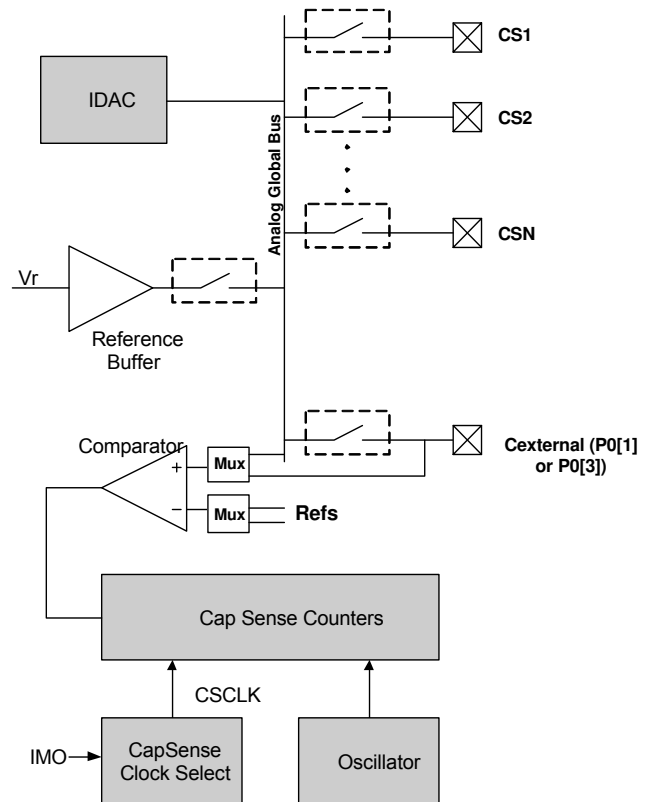 CS1
IDAC
CS2
Analog Global Bus
CSN
Vr
Reference
Buffer
Comparator
Cexternal (P0[1]
or P0[3])
+
Mux
−
Mux
Refs
Cap Sense Counters
CSCLK
IMO
CapSense
Clock Select
Oscillator